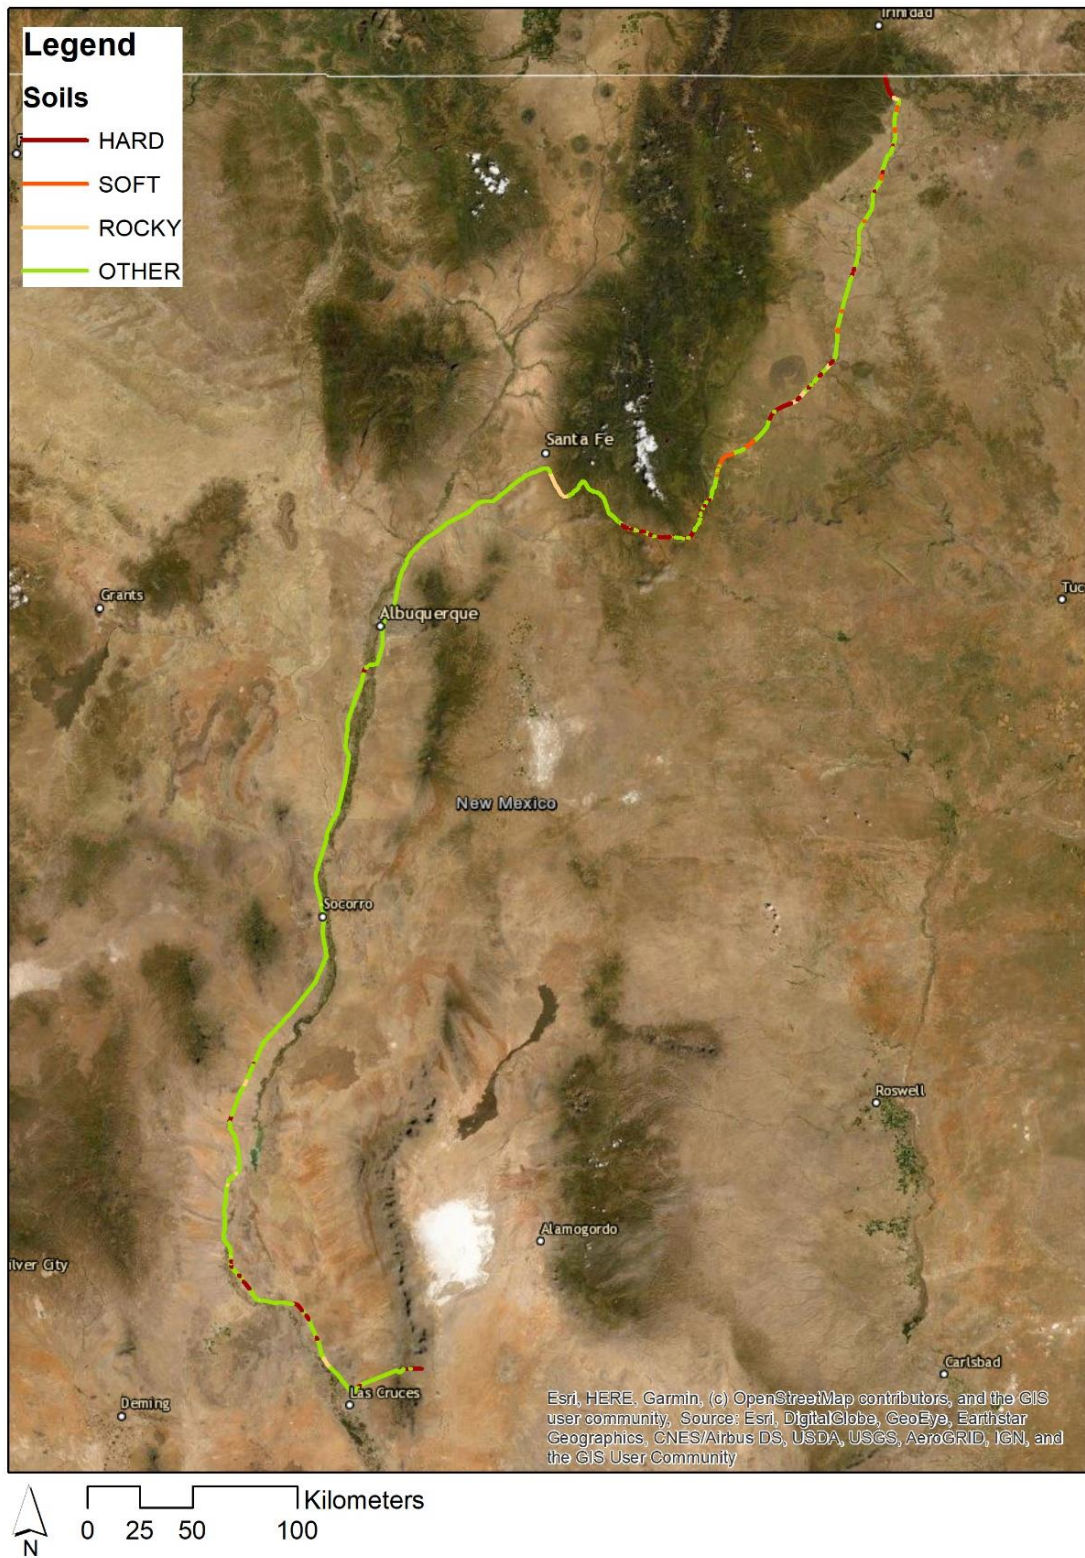 Trinidad
Legend
Soils
HARD
SOFT
ROCKY
OTHER
Santa Fe
Grants
Tuc
Albuquerque
New Mexico
Socorro
Roswell
Alamogordo
ilver City
Carlsbad
Las Cruces
Deming
Esri, HERE, Garmin, (c) OpenStreetMap contributors, and the GIS
user community, Source: Esri, DigitalGlobe, GeoEye, Earthstar
Geographics, CNES/Airbus DS, USDA, USGS, AeroGRID, IGN, and
the GIS User Community
Kilometers
0 25 50 100
N